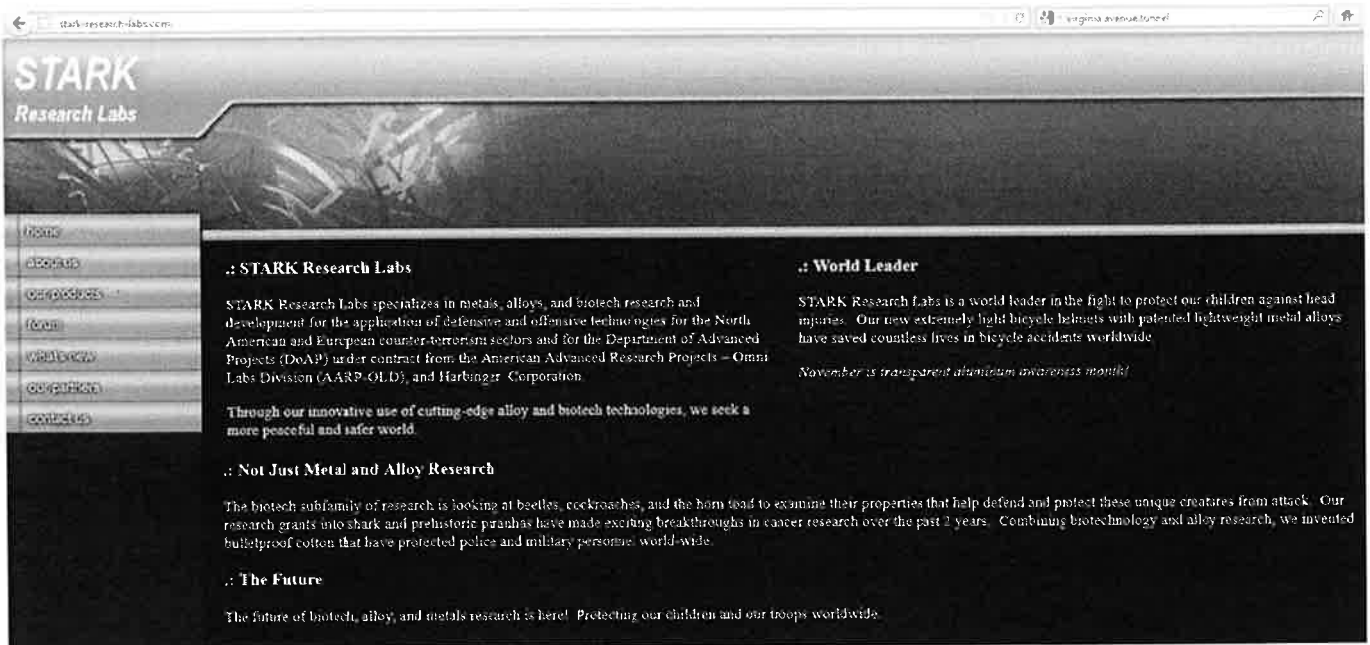 stark-research-labs.com
virginia avenue tunnel
STARK
Research Labs
home
about us
our products
forum
what's new
our partners
contact us
.: STARK Research Labs
STARK Research Labs specializes in metals, alloys, and biotech research and
development for the application of defensive and offensive technologies for the North
American and European counter-terrorism sectors and for the Department of Advanced
Projects (DoAP) under contract from the American Advanced Research Projects – Omni
Labs Division (AARP-OLD), and Harbinger Corporation.
Through our innovative use of cutting-edge alloy and biotech technologies, we seek a
more peaceful and safer world.
.: World Leader
STARK Research Labs is a world leader in the fight to protect our children against head
injuries. Our new extremely light bicycle helmets with patented lightweight metal alloys
have saved countless lives in bicycle accidents worldwide
November is transparent aluminum awareness month!
.: Not Just Metal and Alloy Research
The biotech subfamily of research is looking at beetles, cockroaches, and the horn toad to examine their properties that help defend and protect these unique creatures from attack. Our
research grants into shark and prehistoric piranhas have made exciting breakthroughs in cancer research over the past 2 years. Combining biotechnology and alloy research, we invented
bulletproof cotton that have protected police and military personnel world-wide.
.: The Future
The future of biotech, alloy, and metals research is here! Protecting our children and our troops worldwide.